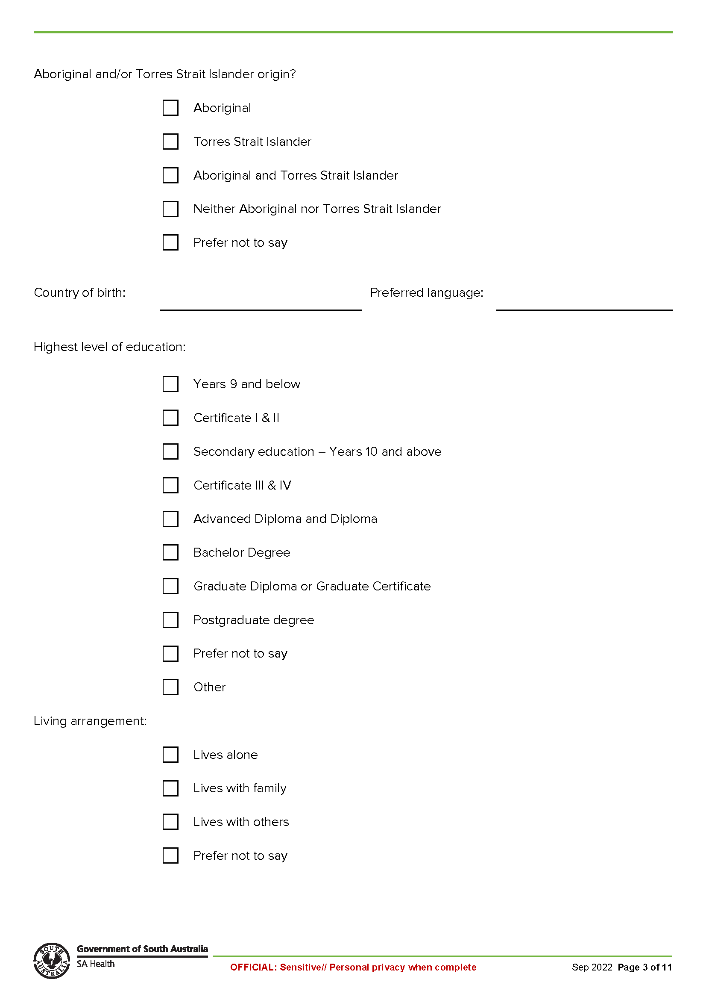 Aboriginal and/or Torres Strait Islander origin?
Aboriginal
Torres Strait Islander
Aboriginal and Torres Strait Islander
Neither Aboriginal nor Torres Strait Islander
Prefer not to say
Country of birth: Preferred language:
Highest level of education:
Years 9 and below
Certificate I & II
Secondary education – Years 10 and above
Certificate III & IV
Advanced Diploma and Diploma
Bachelor Degree
Graduate Diploma or Graduate Certificate
Postgraduate degree
Prefer not to say
Other
Living arrangement:
Lives alone
Lives with family
Lives with others
Prefer not to say
SOUTH AUSTRALIA
Government of South Australia
SA Health
OFFICIAL: Sensitive// Personal privacy when complete
Sep 2022 Page 3 of 11